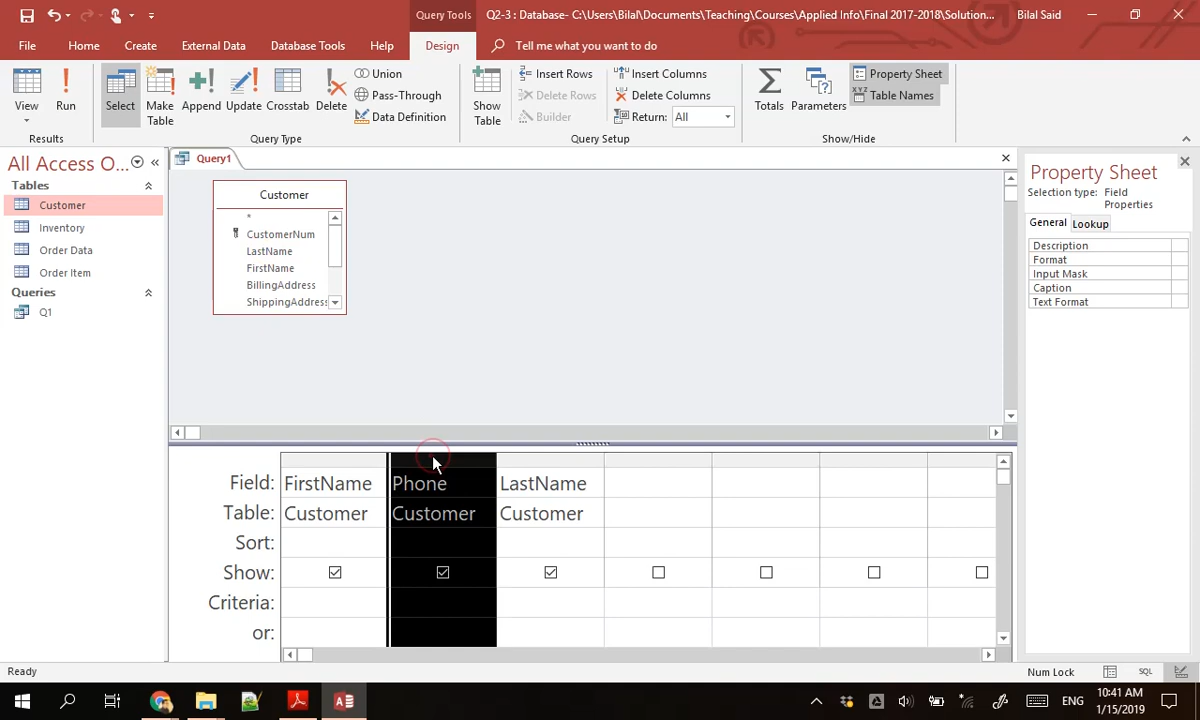 Query Tools
Q2-3 : Database- C:\Users\Bilal\Documents\Teaching\Courses\Applied Info\Final 2017-2018\Solution...
Bilal Said
File Home Create External Data Database Tools Help Design Tell me what you want to do
View Run Select Make Table Append Update Crosstab Delete
Union
Pass-Through
Data Definition
Show Table
Insert Rows
Delete Rows
Builder
Insert Columns
Delete Columns
Return: All
Totals Parameters
Property Sheet
XYZ Table Names
Results Query Type Query Setup Show/Hide
All Access O...
Tables
Customer
Inventory
Order Data
Order Item
Queries
Q1
Query1
Customer
*
CustomerNum
LastName
FirstName
BillingAddress
ShippingAddress
Field: FirstName Phone LastName
Table: Customer Customer Customer
Sort:
Show:
Criteria:
or:
Property Sheet
Selection type: Field Properties
General Lookup
Description
Format
Input Mask
Caption
Text Format
Ready
Num Lock
SQL
ENG
10:41 AM
1/15/2019